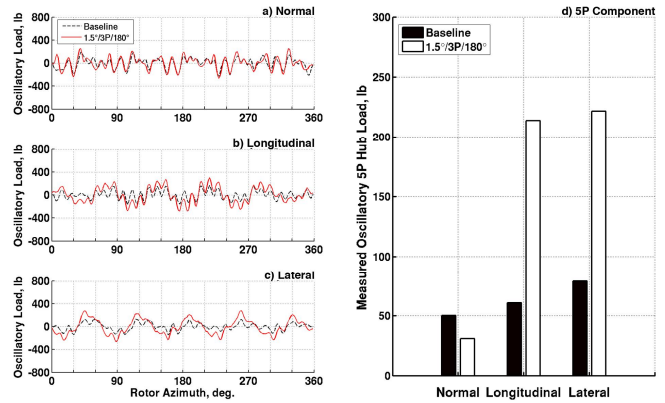 a) Normal
800
400
0
-400
-800
Oscillatory Load, lb
Baseline
1.5°/3P/180°
0 90 180 270 360
b) Longitudinal
800
400
0
-400
-800
Oscillatory Load, lb
0 90 180 270 360
c) Lateral
800
400
0
-400
-800
Oscillatory Load, lb
0 90 180 270 360
Rotor Azimuth, deg.
d) 5P Component
300
250
200
150
100
50
0
Measured Oscillatory 5P Hub Load, lb
Baseline
1.5°/3P/180°
Normal Longitudinal Lateral